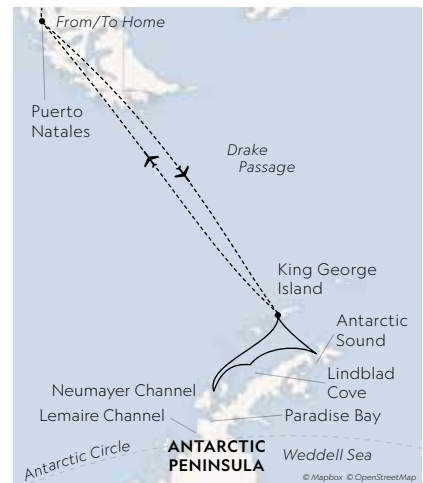 From/To Home
Puerto
Natales
Drake
Passage
King George
Island
Antarctic
Sound
Lindblad
Cove
Neumayer Channel
Lemaire Channel
Paradise Bay
ANTARCTIC
PENINSULA
Weddell Sea
Antarctic Circle
© Mapbox © OpenStreetMap